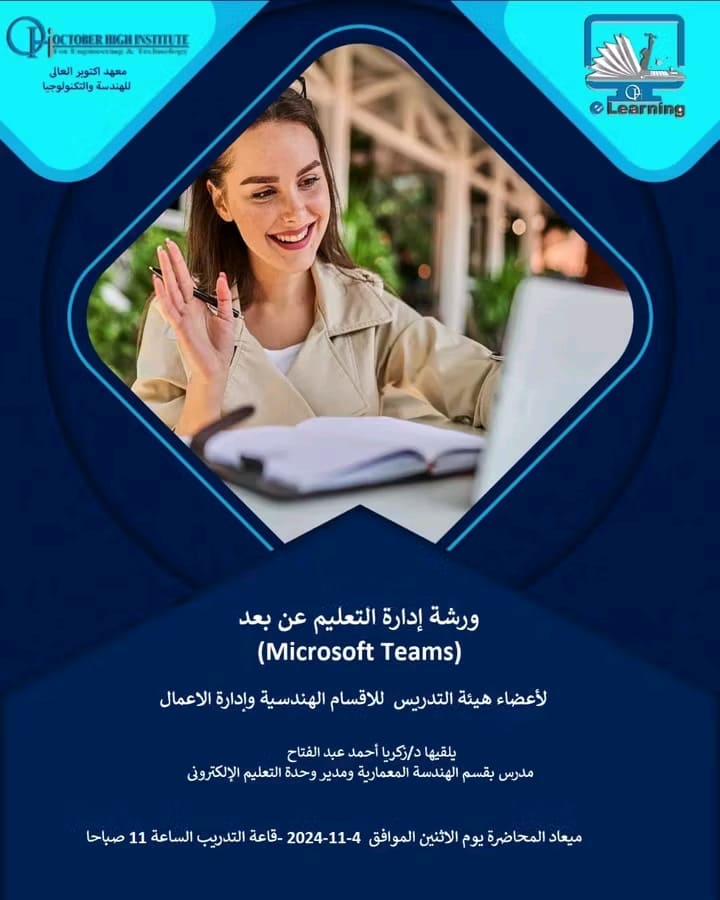 OCTOBER HIGH INSTITUTE
For Engineering & Technology
معهد اكتوبر العالى
للهندسة والتكنولوجيا
e Learning
ورشة إدارة التعليم عن بعد
(Microsoft Teams)
لأعضاء هيئة التدريس للاقسام الهندسية وإدارة الاعمال
يلقيها د/زكريا أحمد عبد الفتاح
مدرس بقسم الهندسة المعمارية ومدير وحدة التعليم الإلكترونى
ميعاد المحاضرة يوم الاثنين الموافق 4-11-2024 -قاعة التدريب الساعة 11 صباحا